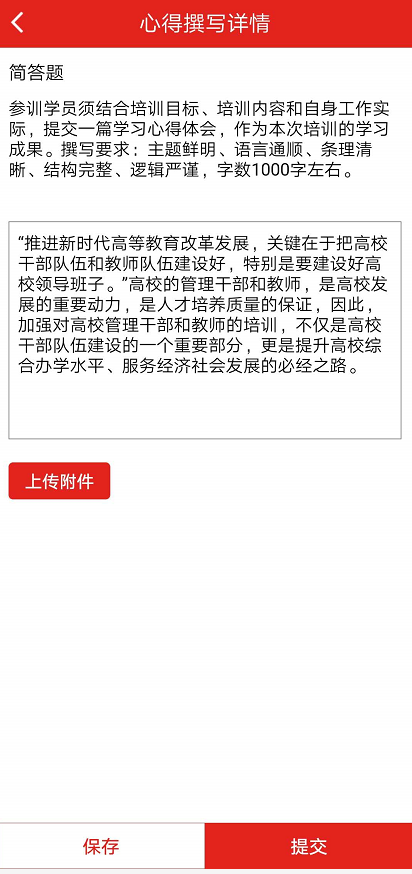 心得撰写详情
简答题
参训学员须结合培训目标、培训内容和自身工作实
际，提交一篇学习心得体会，作为本次培训的学习
成果。撰写要求：主题鲜明、语言通顺、条理清
晰、结构完整、逻辑严谨，字数1000字左右。
“推进新时代高等教育改革发展，关键在于把高校
干部队伍和教师队伍建设好，特别是要建设好高
校领导班子。”高校的管理干部和教师，是高校发
展的重要动力，是人才培养质量的保证，因此，
加强对高校管理干部和教师的培训，不仅是高校
干部队伍建设的一个重要部分，更是提升高校综
合办学水平、服务经济社会发展的必经之路。
上传附件
保存
提交